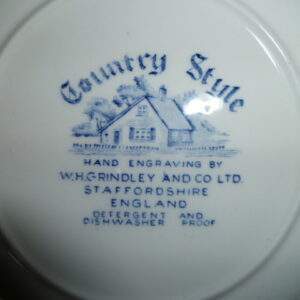 Country Style
HAND ENGRAVING BY
W.H.GRINDLEY AND CO LTD.
STAFFORDSHIRE
ENGLAND
DETERGENT AND
DISHWASHER PROOF